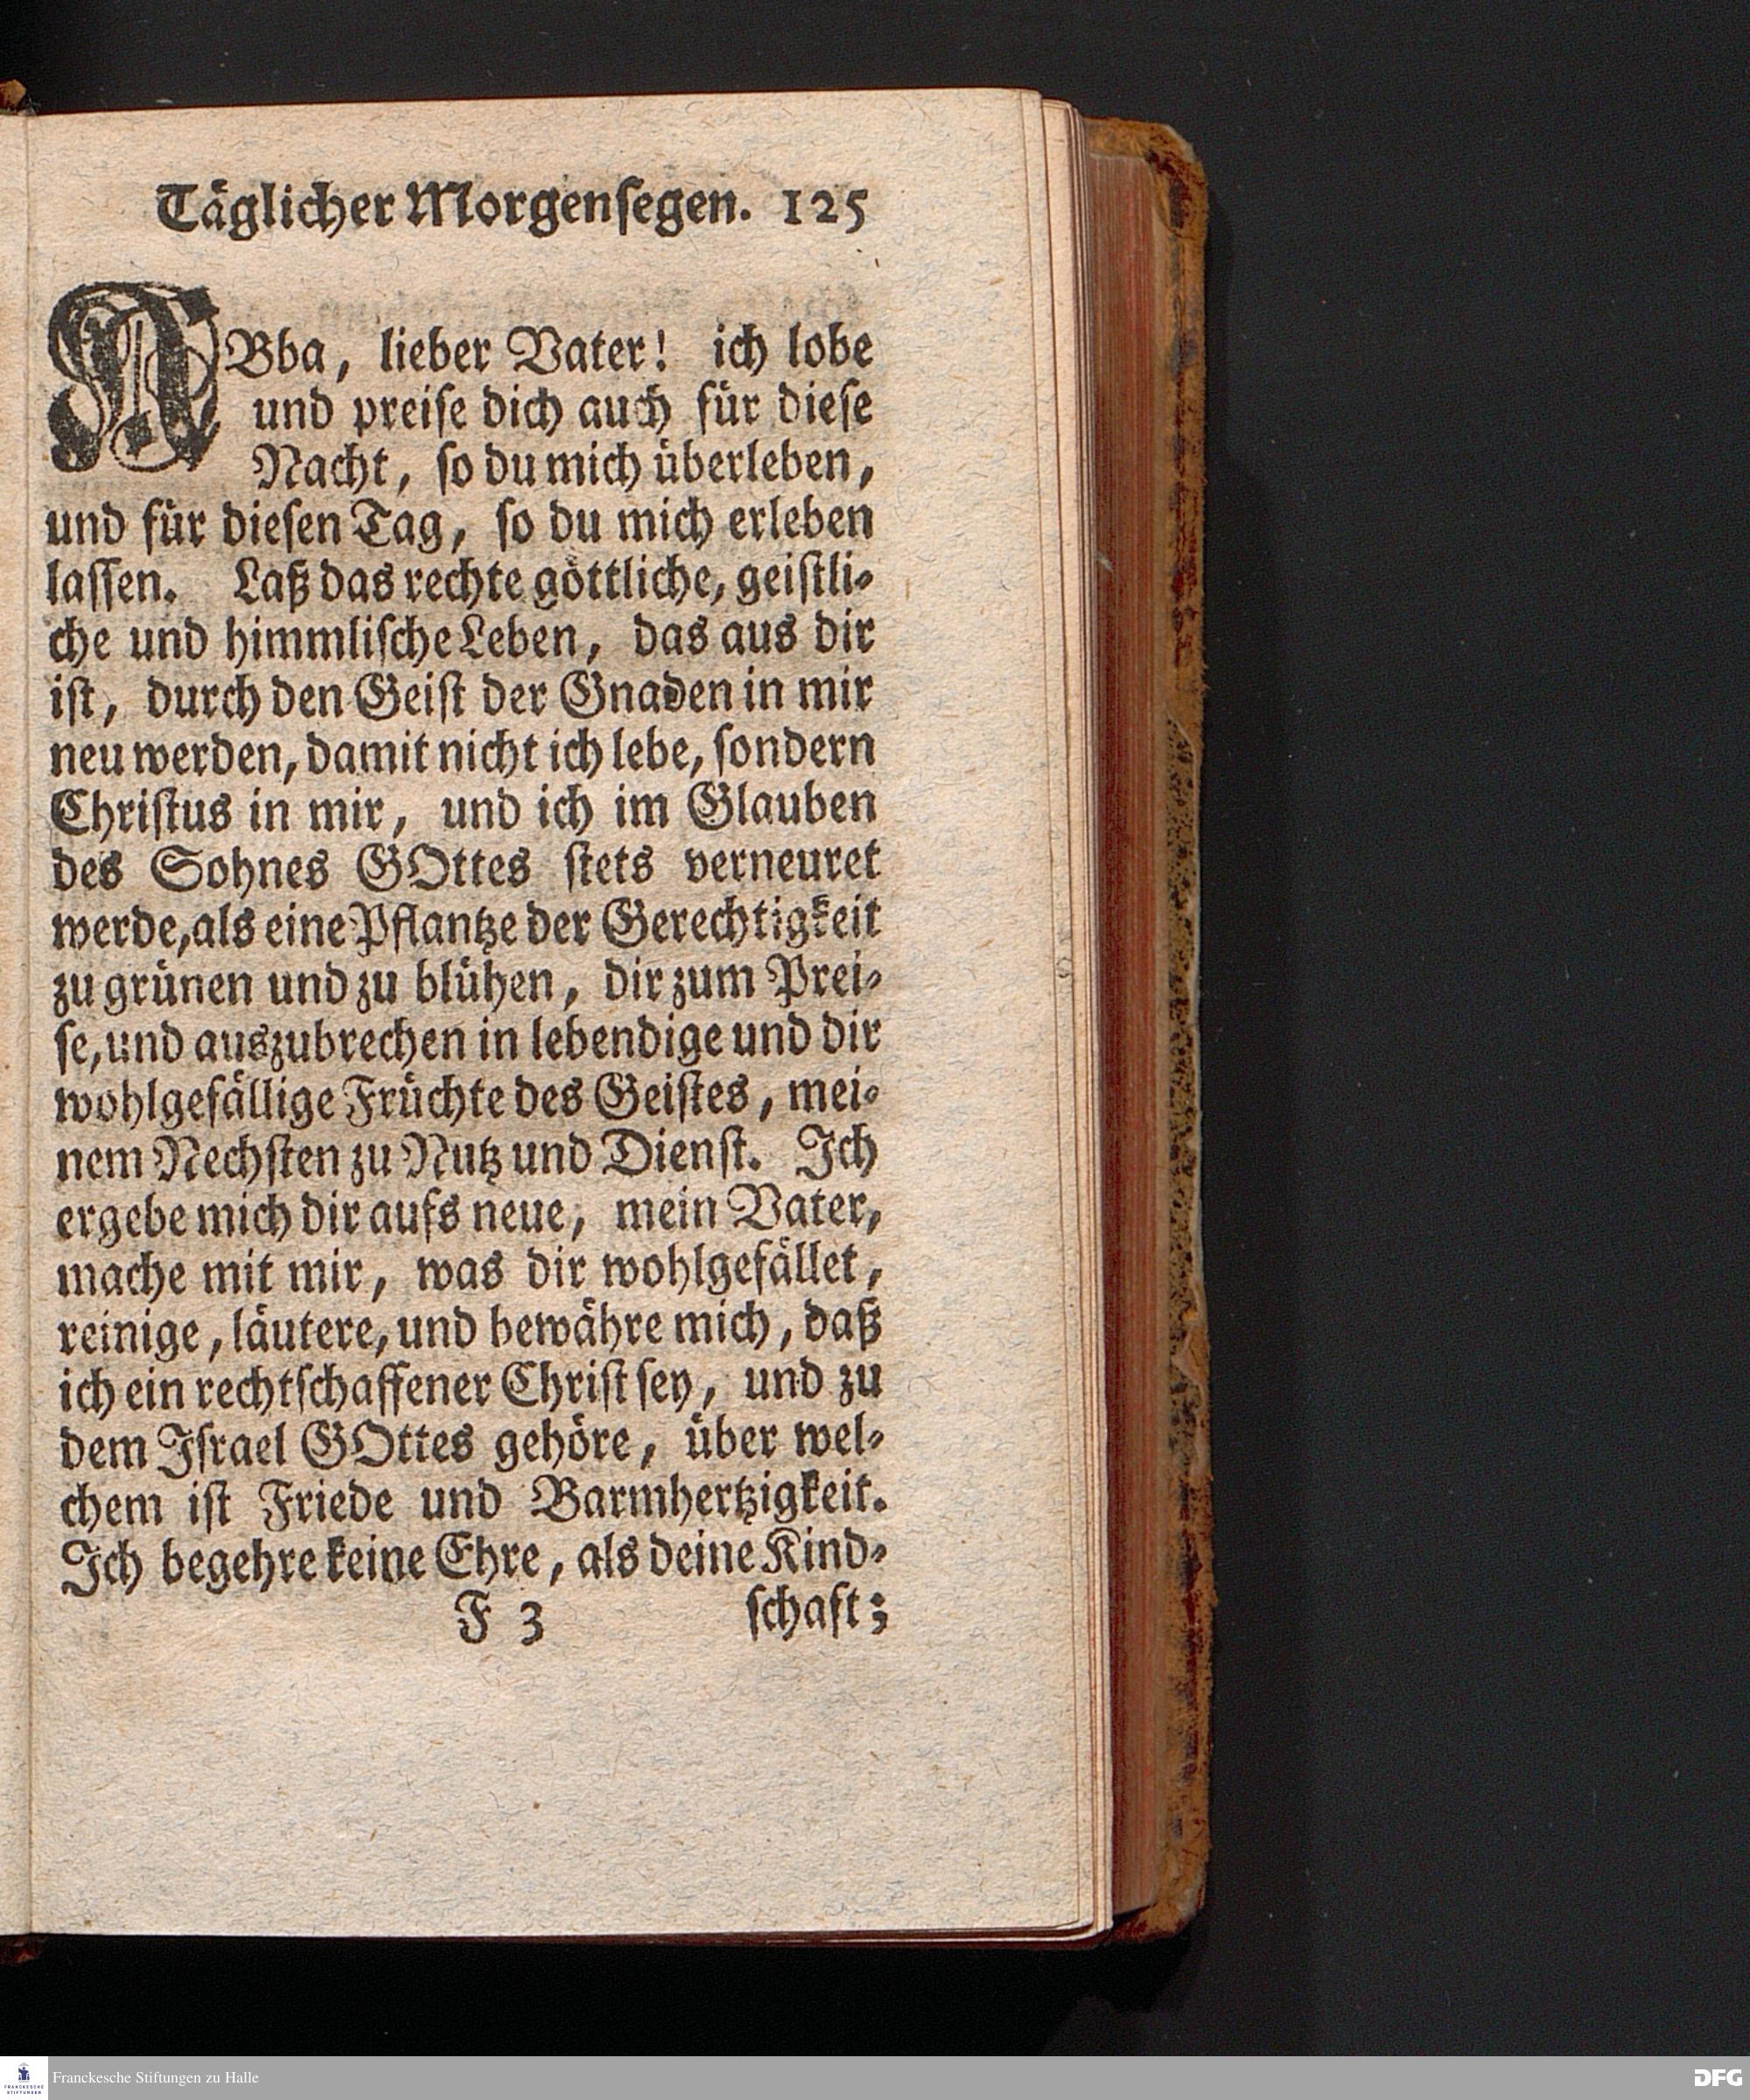 Täglicher Morgenſegen. 125
ABba, lieber Vater! ich lobe
und preiſe dich auch für dieſe
Nacht, ſo du mich überleben,
und für dieſen Tag, ſo du mich erleben
laſſen. Laß das rechte göttliche, geiſtli-
che und himmliſche Leben, das aus dir
iſt, durch den Geiſt der Gnaden in mir
neu werden, damit nicht ich lebe, ſondern
Chriſtus in mir, und ich im Glauben
des Sohnes GOttes ſtets verneuret
werde, als eine Pflantze der Gerechtigkeit
zu grünen und zu blühen, dir zum Prei-
ſe, und auszubrechen in lebendige und dir
wohlgefällige Früchte des Geiſtes, mei-
nem Nechſten zu Nutz und Dienſt. Ich
ergebe mich dir aufs neue, mein Vater,
mache mit mir, was dir wohlgefället,
reinige, läutere, und bewähre mich, daß
ich ein rechtſchaffener Chriſt ſey, und zu
dem Iſrael GOttes gehöre, über wel-
chem iſt Friede und Barmhertzigkeit.
Ich begehre keine Ehre, als deine Kind-
F 3 ſchaft;
FRANCKESCHE
STIFTUNGEN
Franckesche Stiftungen zu Halle
DFG